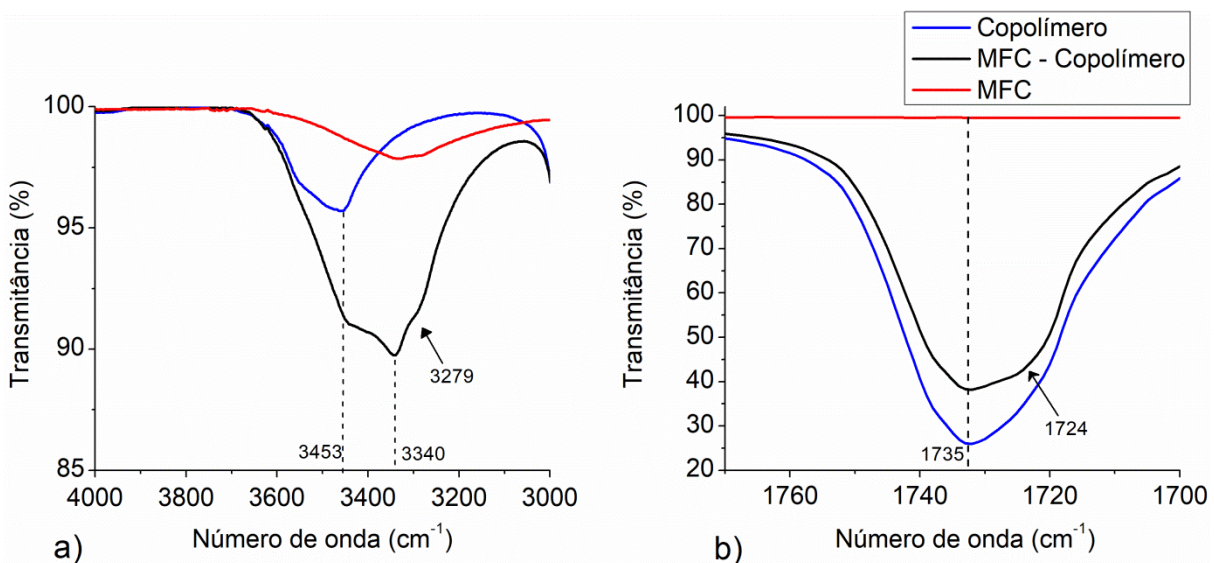 Copolímero
MFC - Copolímero
MFC
100
95
90
85
Transmitância (%)
3279
3453
3340
4000 3800 3600 3400 3200 3000
Número de onda (cm⁻¹)
a)
100
90
80
70
60
50
40
30
20
Transmitância (%)
1724
1735
1760 1740 1720 1700
Número de onda (cm⁻¹)
b)